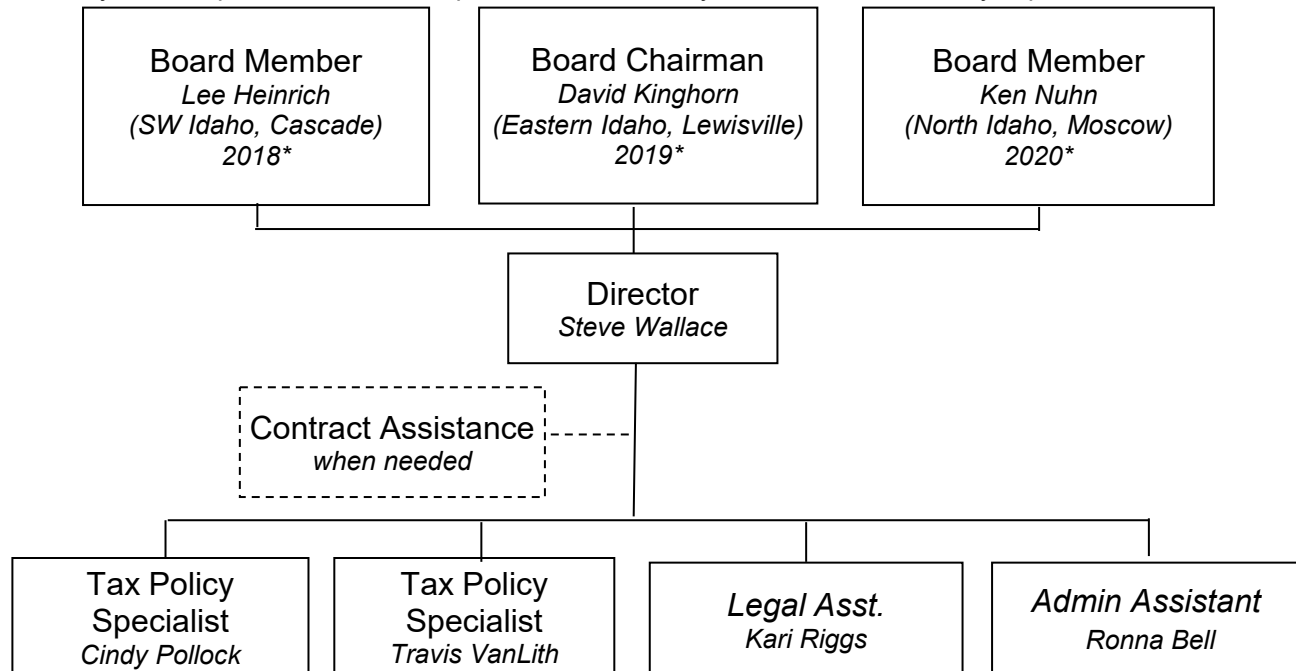 Board Member
Lee Heinrich
(SW Idaho, Cascade)
2018*
Board Chairman
David Kinghorn
(Eastern Idaho, Lewisville)
2019*
Board Member
Ken Nuhn
(North Idaho, Moscow)
2020*
Director
Steve Wallace
Contract Assistance
when needed
Tax Policy
Specialist
Cindy Pollock
Tax Policy
Specialist
Travis VanLith
Legal Asst.
Kari Riggs
Admin Assistant
Ronna Bell